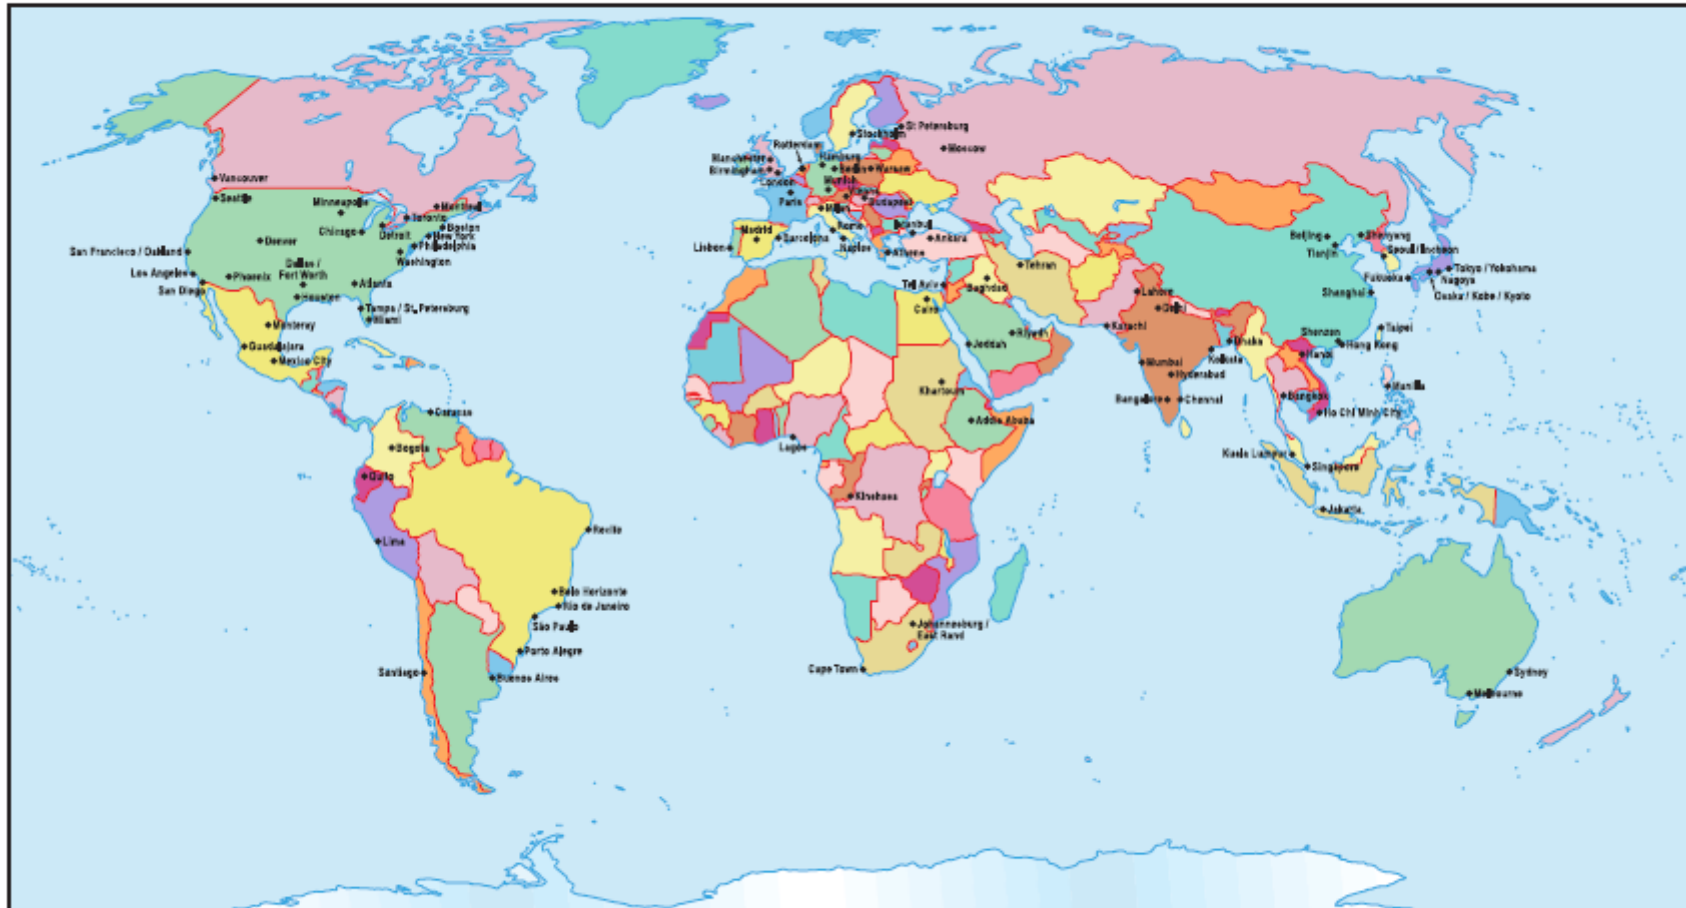 Vancouver
Seattle
Minneapolis
Montreal
Toronto
Boston
Chicago
Detroit
New York
Philadelphia
San Francisco / Oakland
Denver
Washington
Los Angeles
Phoenix
Dallas /
Fort Worth
Atlanta
San Diego
Houston
Tampa / St. Petersburg
Miami
Monterey
Guadalajara
Mexico City
Caracas
Bogota
Quito
Lima
Recife
Belo Horizonte
Rio de Janeiro
São Paulo
Porto Alegre
Santiago
Buenos Aires
St Petersburg
Stockholm
Moscow
Rotterdam
Hamburg
Manchester
Birmingham
Berlin
Warsaw
London
Munich
Paris
Vienna
Budapest
Milan
Madrid
Rome
Istanbul
Lisbon
Barcelona
Naples
Ankara
Athens
Tehran
Tel Aviv
Baghdad
Cairo
Riyadh
Jeddah
Khartoum
Addis Ababa
Lagos
Kinshasa
Johannesburg /
East Rand
Cape Town
Lahore
Delhi
Karachi
Dhaka
Mumbai
Kolkata
Hyderabad
Bangalore
Chennai
Beijing
Tianjin
Shenyang
Seoul / Incheon
Tokyo / Yokohama
Fukuoka
Nagoya
Osaka / Kobe / Kyoto
Shanghai
Taipei
Shenzen
Hong Kong
Hanoi
Manilla
Bangkok
Ho Chi Minh City
Kuala Lumpur
Singapore
Jakarta
Sydney
Melbourne